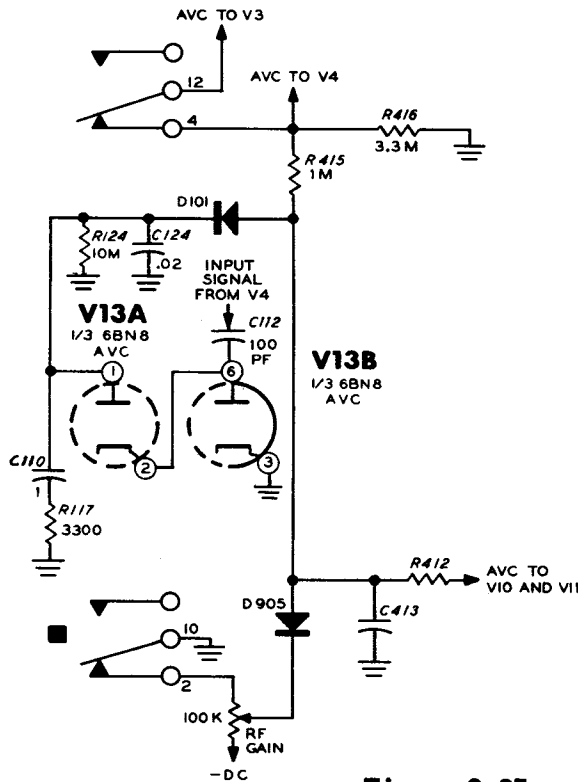 AVC TO V3
AVC TO V4
12
4
R416
3.3 M
R415
1M
D101
R124
10M
C124
.02
INPUT
SIGNAL
FROM V4
V13A
1/3 6BN8
AVC
C112
100
PF
V13B
1/3 6BN8
AVC
1
6
2
3
C110
1
R117
3300
R412
AVC TO
V10 AND V11
D905
C413
10
2
100K
RF
GAIN
-DC